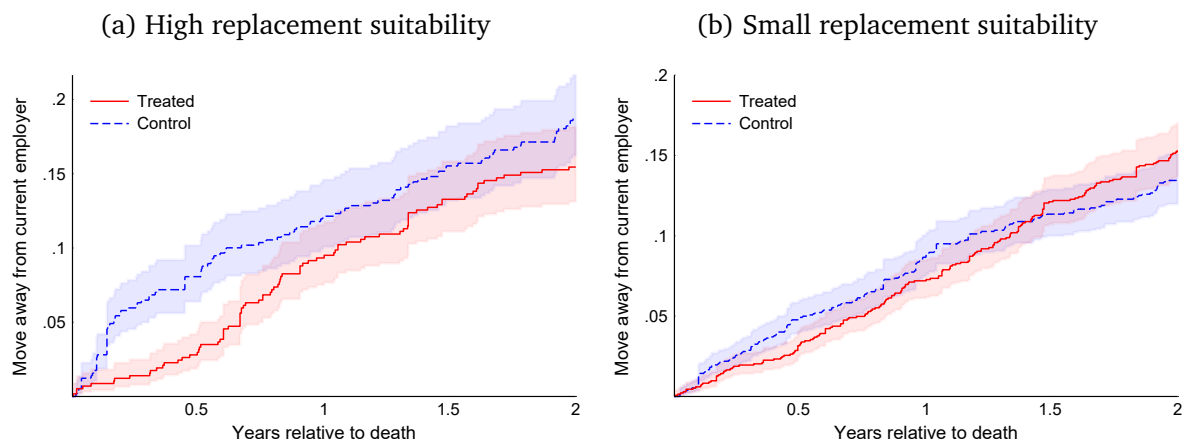 (a) High replacement suitability
Move away from current employer
.2
.15
.1
.05
Treated
Control
0.5
1
1.5
2
Years relative to death
(b) Small replacement suitability
Move away from current employer
.2
.15
.1
.05
Treated
Control
0.5
1
1.5
2
Years relative to death